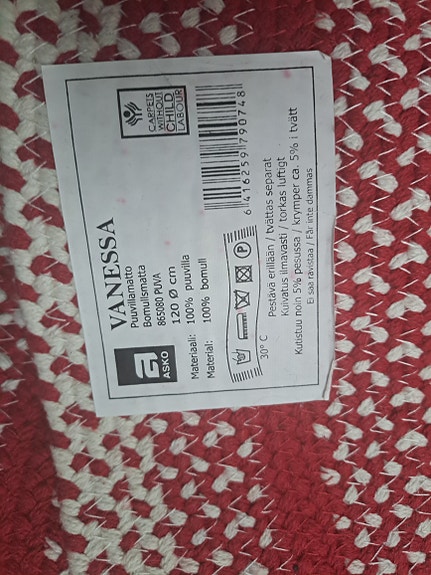 VANESSA
Puuvillamatto
Bomullsmatta
865080 PUVA
120 Ø cm
Materiaali: 100% puuvilla
Material: 100% bomull
ASKO
CARPETS
WITHOUT
CHILD
LABOUR
6 416259 790748
P
30° C
Pestävä erillään / tvättas separat
Kuivatus ilmavasti / torkas luftigt
Kutistuu noin 5% pesussa / krymper ca. 5% i tvätt
Ei saa ravistaa / Får inte dammas